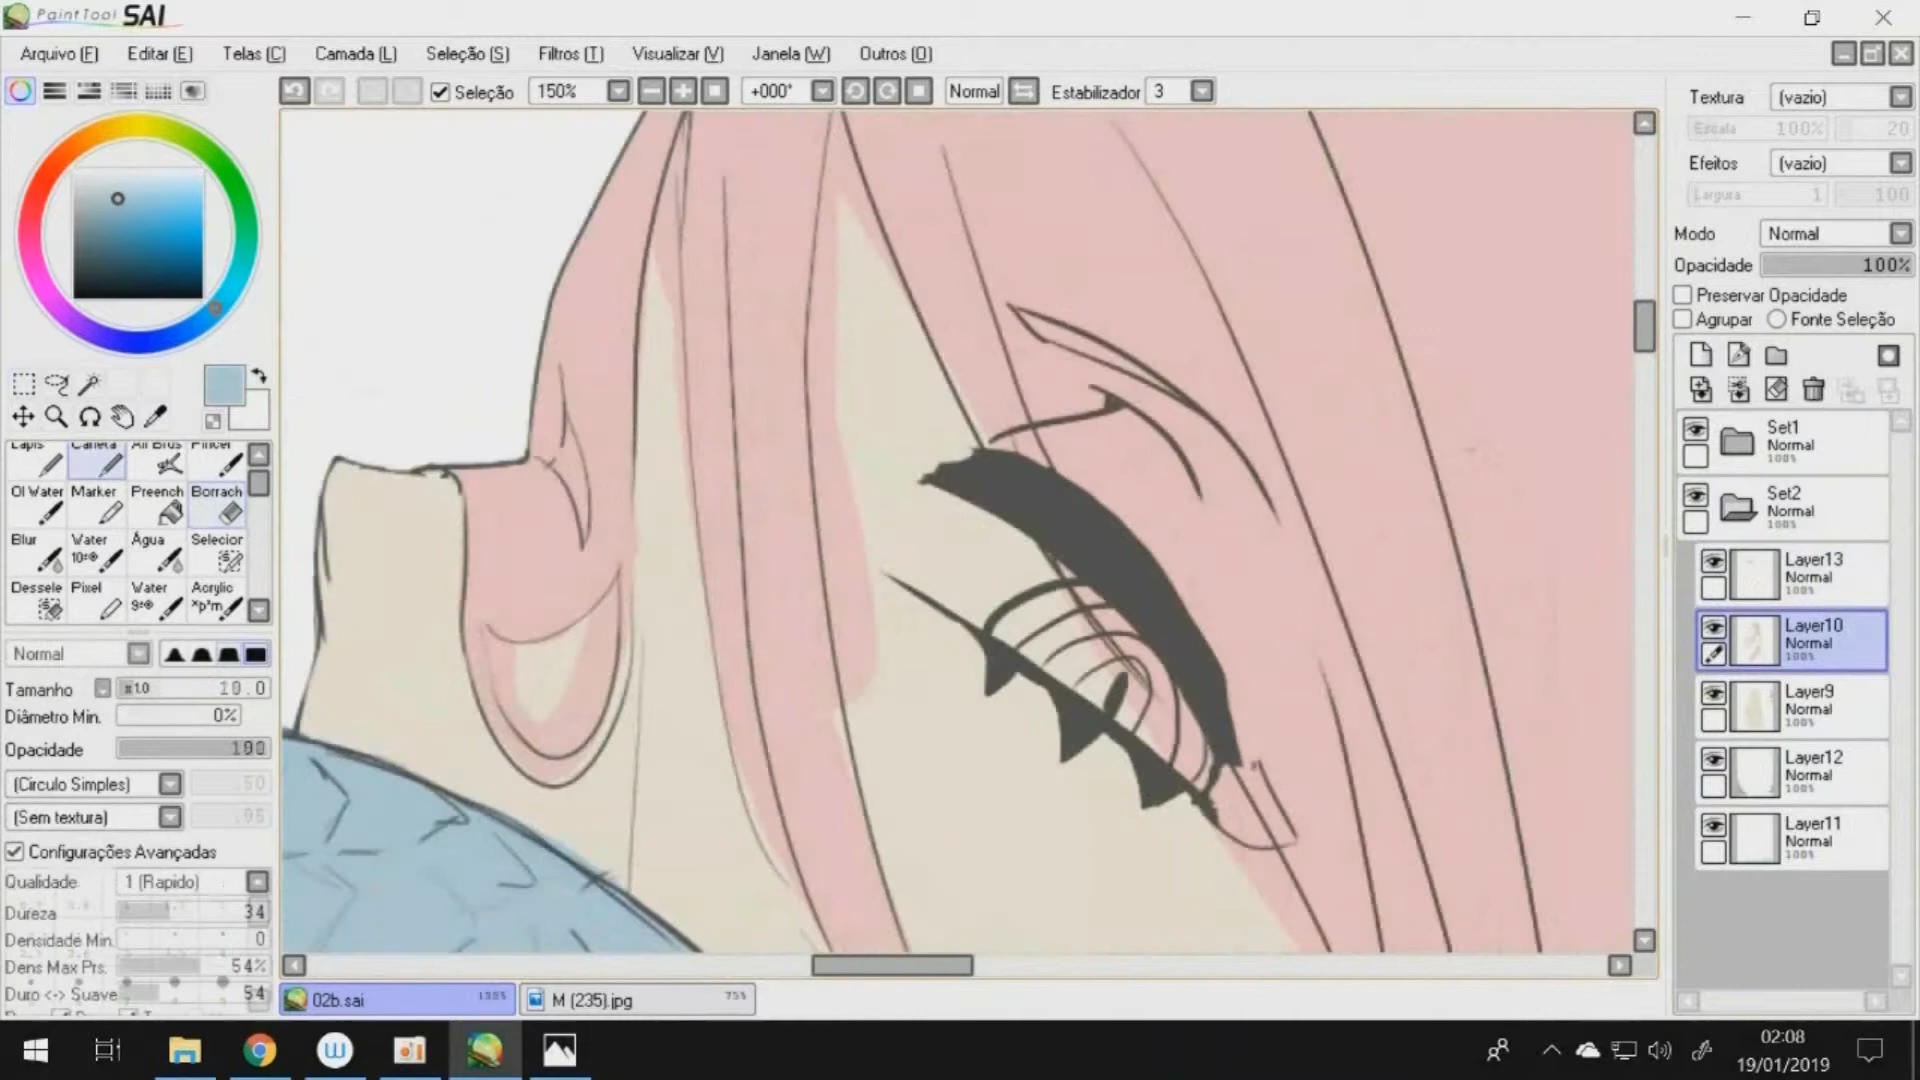 PaintTool SAI
Arquivo (F) Editar (E) Telas (C) Camada (L) Seleção (S) Filtros (T) Visualizar (V) Janela (W) Outros (O)
Seleção 150% +000° Normal Estabilizador 3
Textura (vazio)
Escala 100% 20
Efeitos (vazio)
Largura 1 100
Modo Normal
Opacidade 100%
Preservar Opacidade
Agrupar Fonte Seleção
Lapis Caneta Air Brus Pincel
Ol Water Marker Preench Borrach
Blur Water Água Selecior
Dessele Pixel Water Acrylic
Normal
Tamanho x1.0 10.0
Diâmetro Min. 0%
Opacidade 100
(Circulo Simples) 50
(Sem textura) 95
Configurações Avançadas
Qualidade 1 (Rapido)
Dureza 34
Densidade Min. 0
Dens Max Prs. 54%
Duro <-> Suave 54
Set1
Normal
100%
Set2
Normal
100%
Layer13
Normal
100%
Layer10
Normal
100%
Layer9
Normal
100%
Layer12
Normal
100%
Layer11
Normal
100%
02b.sai
M (235).jpg 75%
02:08
19/01/2019